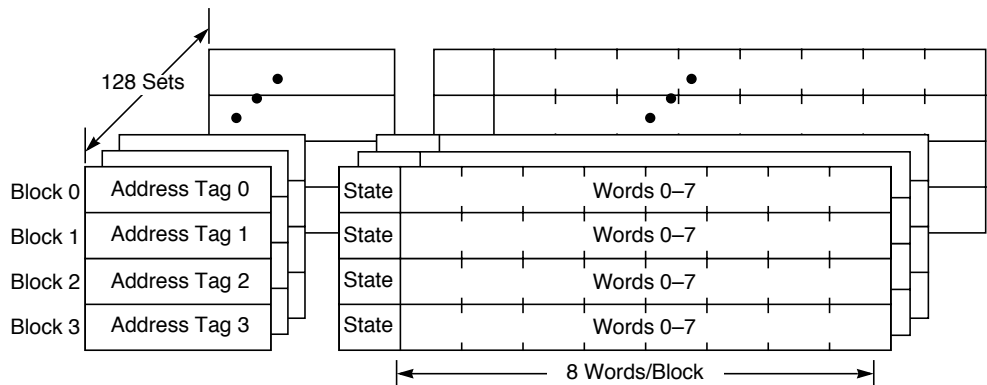 128 Sets
Block 0 Address Tag 0 State Words 0–7
Block 1 Address Tag 1 State Words 0–7
Block 2 Address Tag 2 State Words 0–7
Block 3 Address Tag 3 State Words 0–7
8 Words/Block